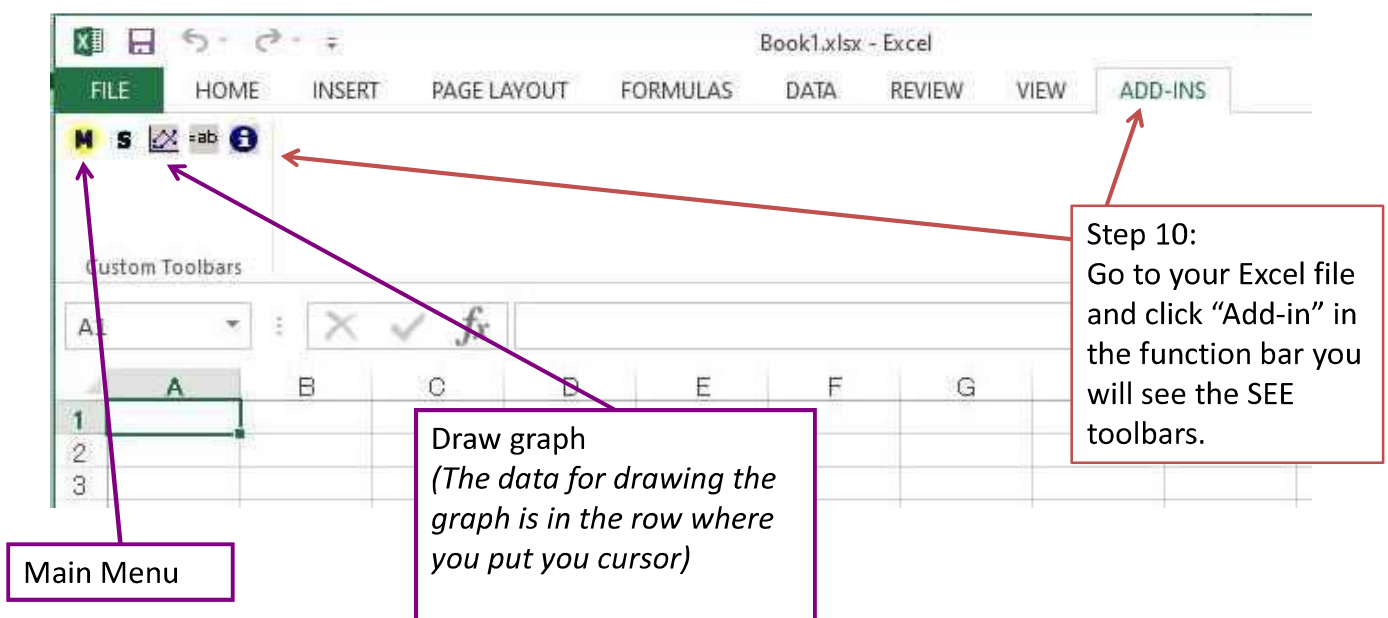 Book1.xlsx - Excel
FILE HOME INSERT PAGE LAYOUT FORMULAS DATA REVIEW VIEW ADD-INS
M S =ab i
Custom Toolbars
A1 fx
A B C D E F G
1
2
3
Step 10:
Go to your Excel file
and click “Add-in” in
the function bar you
will see the SEE
toolbars.
Draw graph
(The data for drawing the
graph is in the row where
you put you cursor)
Main Menu